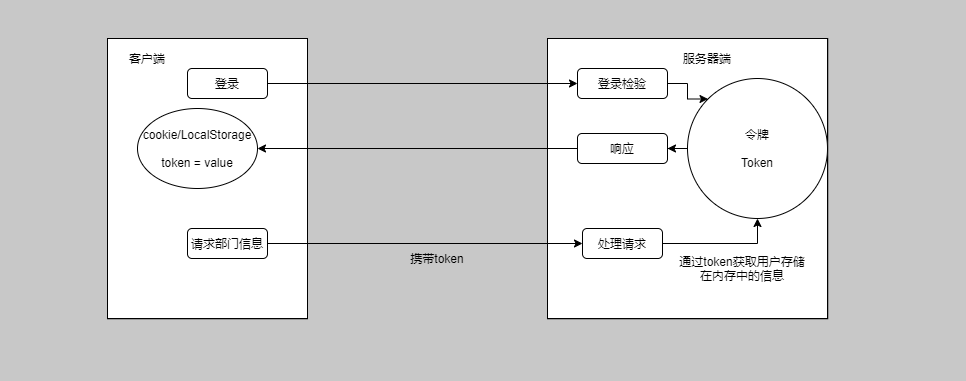 客户端
服务器端
登录
登录检验
cookie/LocalStorage
token = value
响应
令牌
Token
请求部门信息
携带token
处理请求
通过token获取用户存储
在内存中的信息